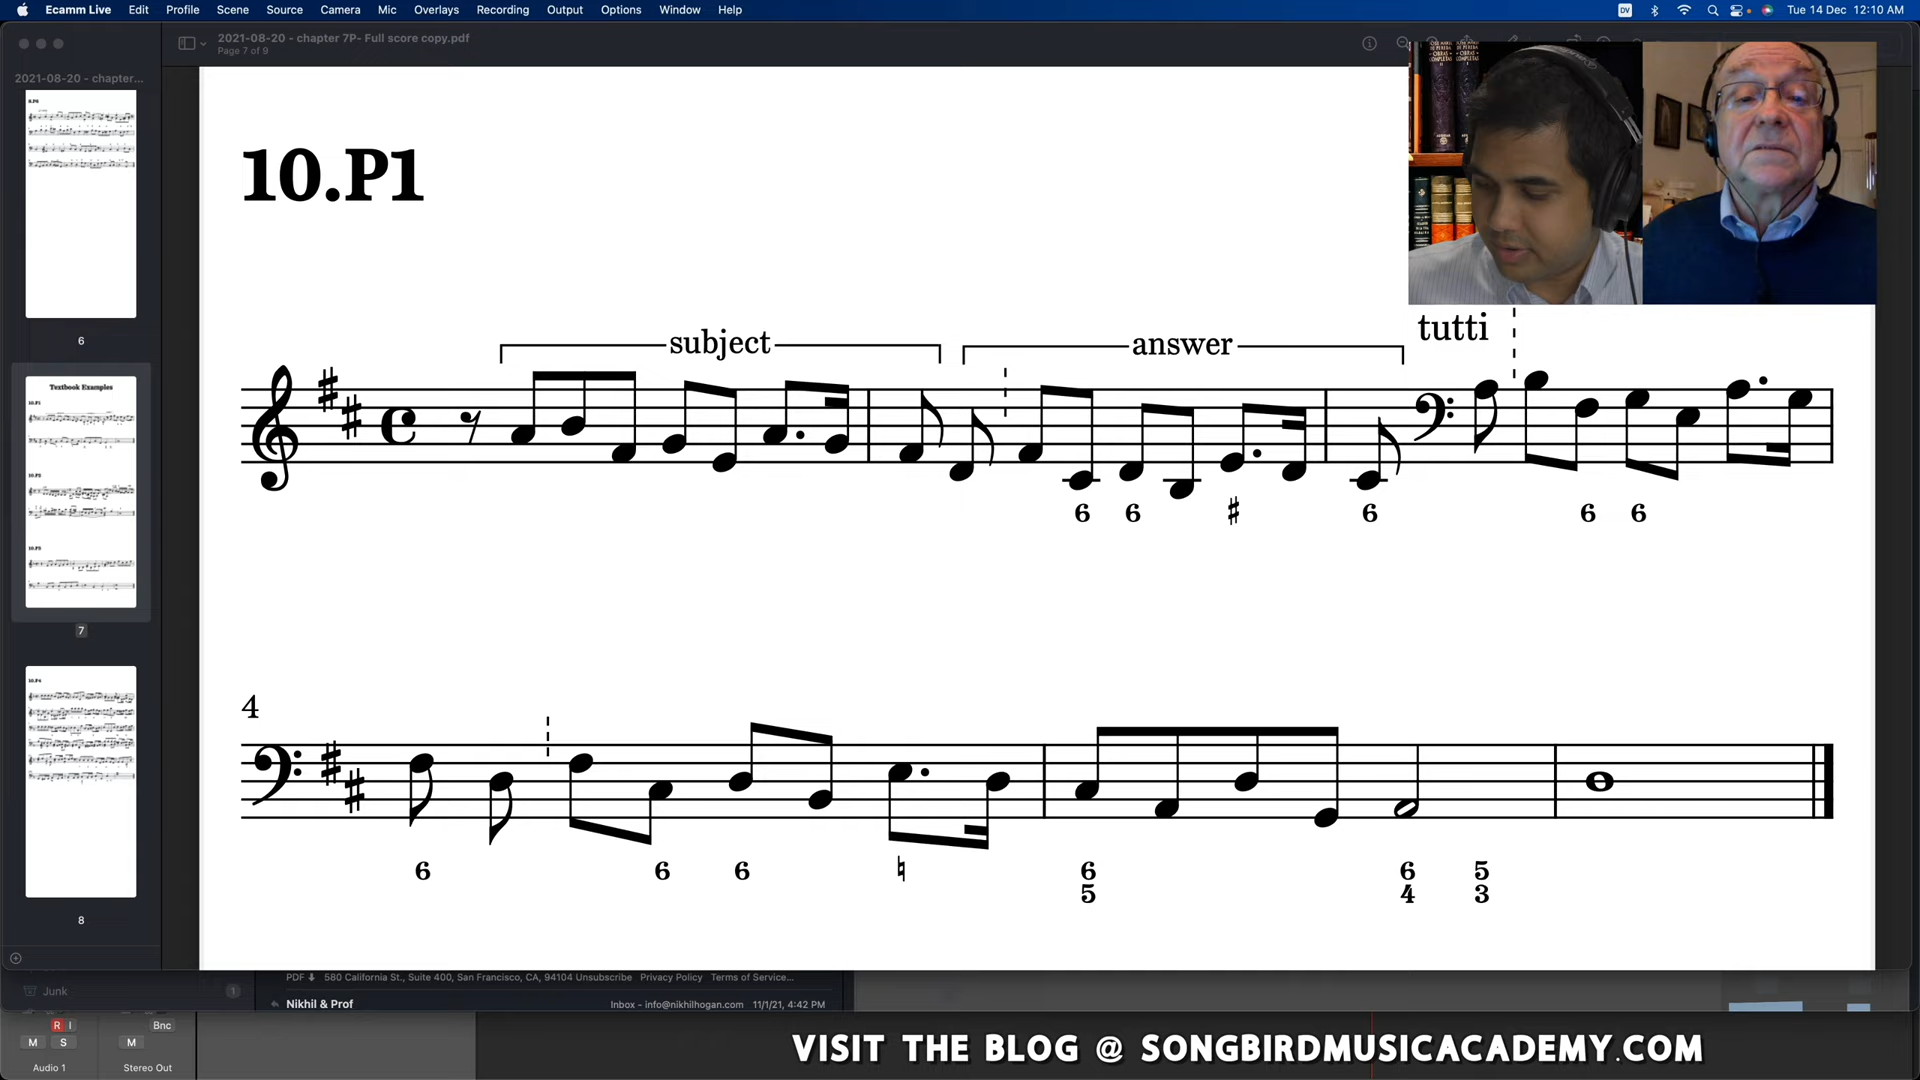 Ecamm Live Edit Profile Scene Source Camera Mic Overlays Recording Output Options Window Help DV Tue 14 Dec 12:10 AM
2021-08-20 - chapter 7P- Full score copy.pdf
Page 7 of 9
2021-08-20 - chapter...
6
Textbook Examples
7
8
10.P1
subject answer tutti
6 6 ♯ 6 6 6
4
6 6 6 ♮ 6 6 5
5 4 3
PDF 580 California St., Suite 400, San Francisco, CA, 94104 Unsubscribe Privacy Policy Terms of Service...
Junk 1
Nikhil & Prof Inbox - info@nikhilhogan.com 11/1/21, 4:42 PM
R I Bnc
M S M
Audio 1 Stereo Out
VISIT THE BLOG @ SONGBIRDMUSICACADEMY.COM